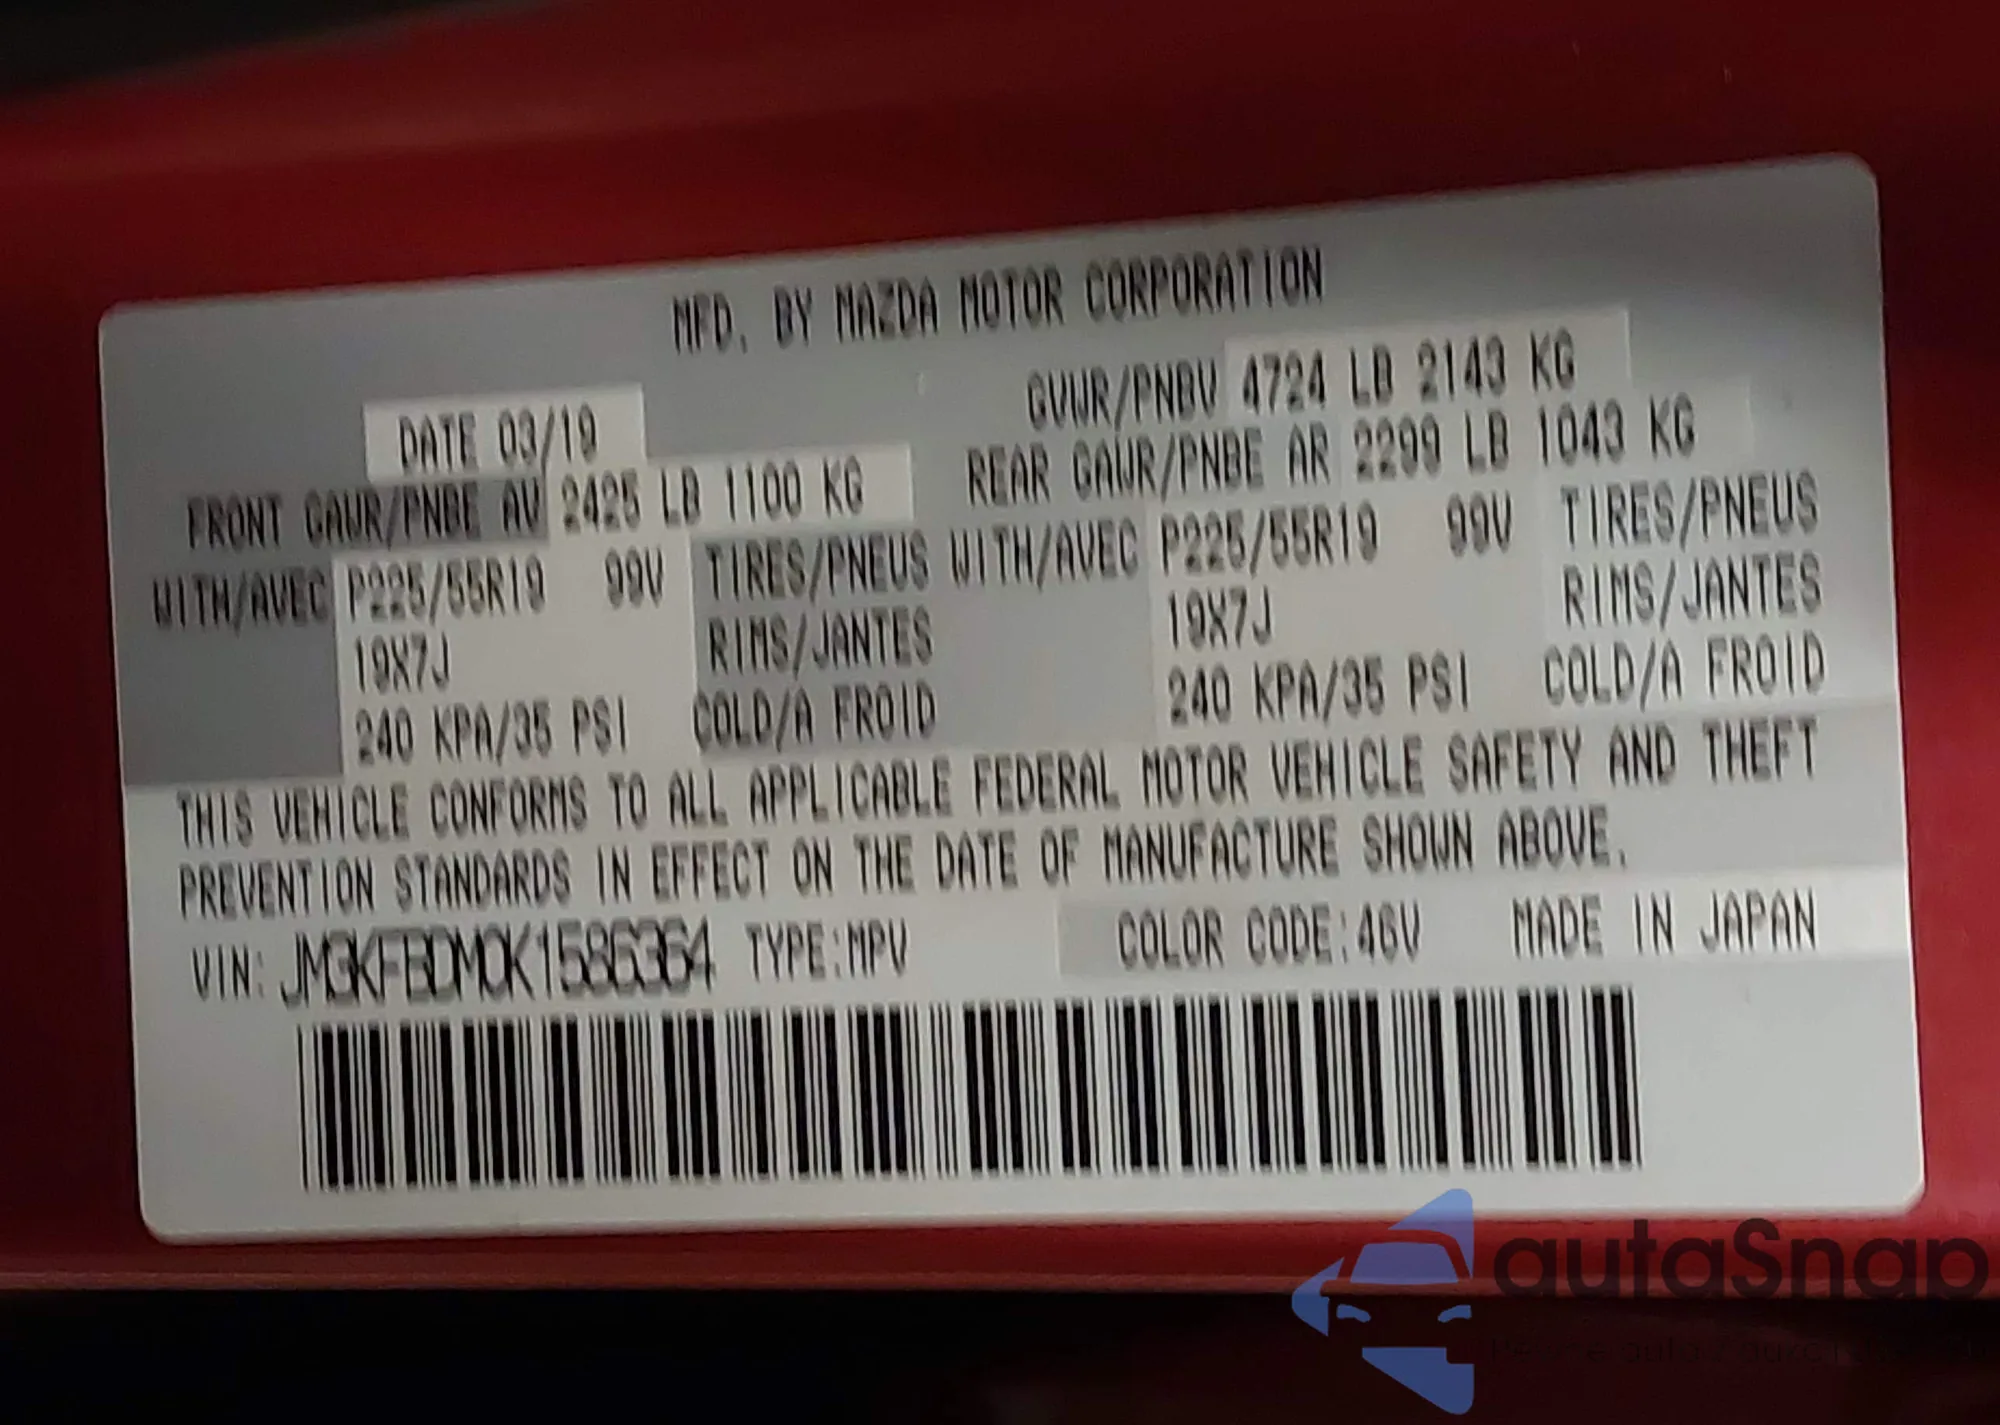 MFD. BY MAZDA MOTOR CORPORATION
DATE 03/19 GVWR/PNBV 4724 LB 2143 KG
FRONT GAWR/PNBE AV 2425 LB 1100 KG REAR GAWR/PNBE AR 2299 LB 1043 KG
WITH/AVEC P225/55R19 99V TIRES/PNEUS WITH/AVEC P225/55R19 99V TIRES/PNEUS
19X7J RIMS/JANTES 19X7J RIMS/JANTES
240 KPA/35 PSI COLD/A FROID 240 KPA/35 PSI COLD/A FROID
THIS VEHICLE CONFORMS TO ALL APPLICABLE FEDERAL MOTOR VEHICLE SAFETY AND THEFT
PREVENTION STANDARDS IN EFFECT ON THE DATE OF MANUFACTURE SHOWN ABOVE.
VIN: JM3KFBDM0K1586364 TYPE:MPV COLOR CODE:46V MADE IN JAPAN
autaSnap